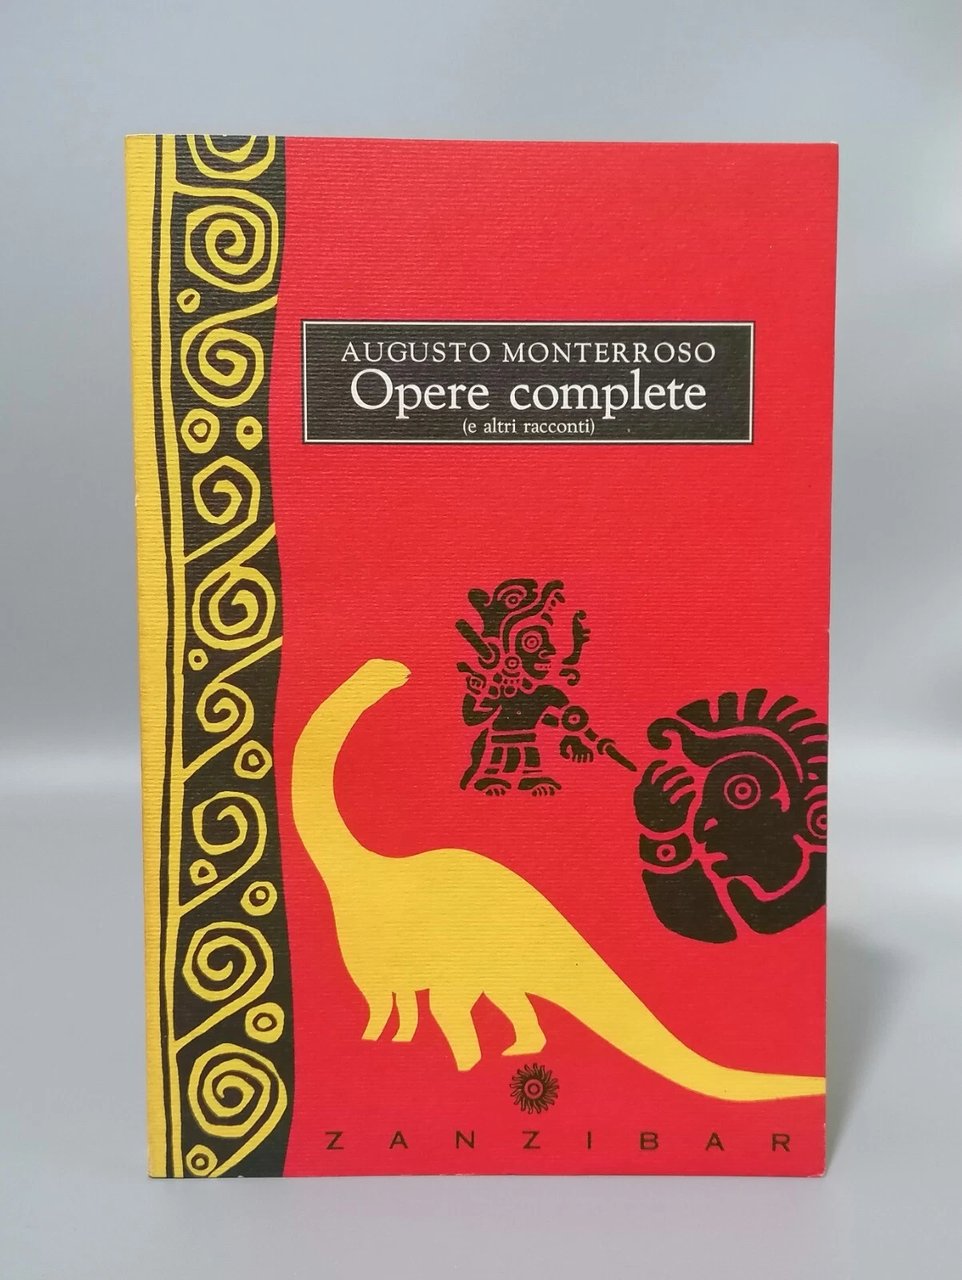 AUGUSTO MONTERROSO
Opere complete
(e altri racconti)
ZANZIBAR